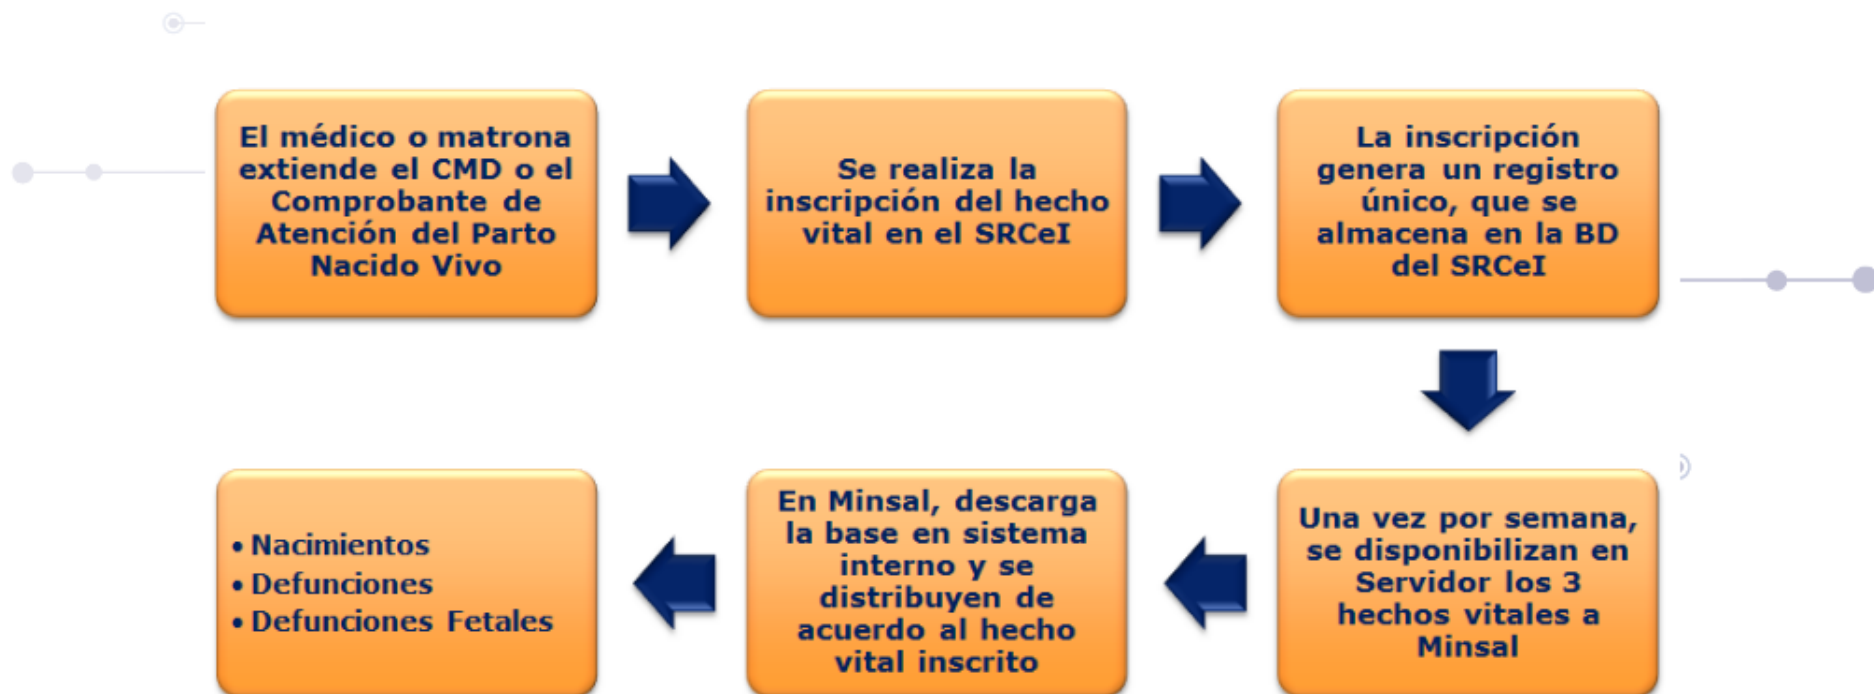 El médico o matrona
extiende el CMD o el
Comprobante de
Atención del Parto
Nacido Vivo
Se realiza la
inscripción del hecho
vital en el SRCeI
La inscripción
genera un registro
único, que se
almacena en la BD
del SRCeI
Una vez por semana,
se disponibilizan en
Servidor los 3
hechos vitales a
Minsal
En Minsal, descarga
la base en sistema
interno y se
distribuyen de
acuerdo al hecho
vital inscrito
• Nacimientos
• Defunciones
• Defunciones Fetales